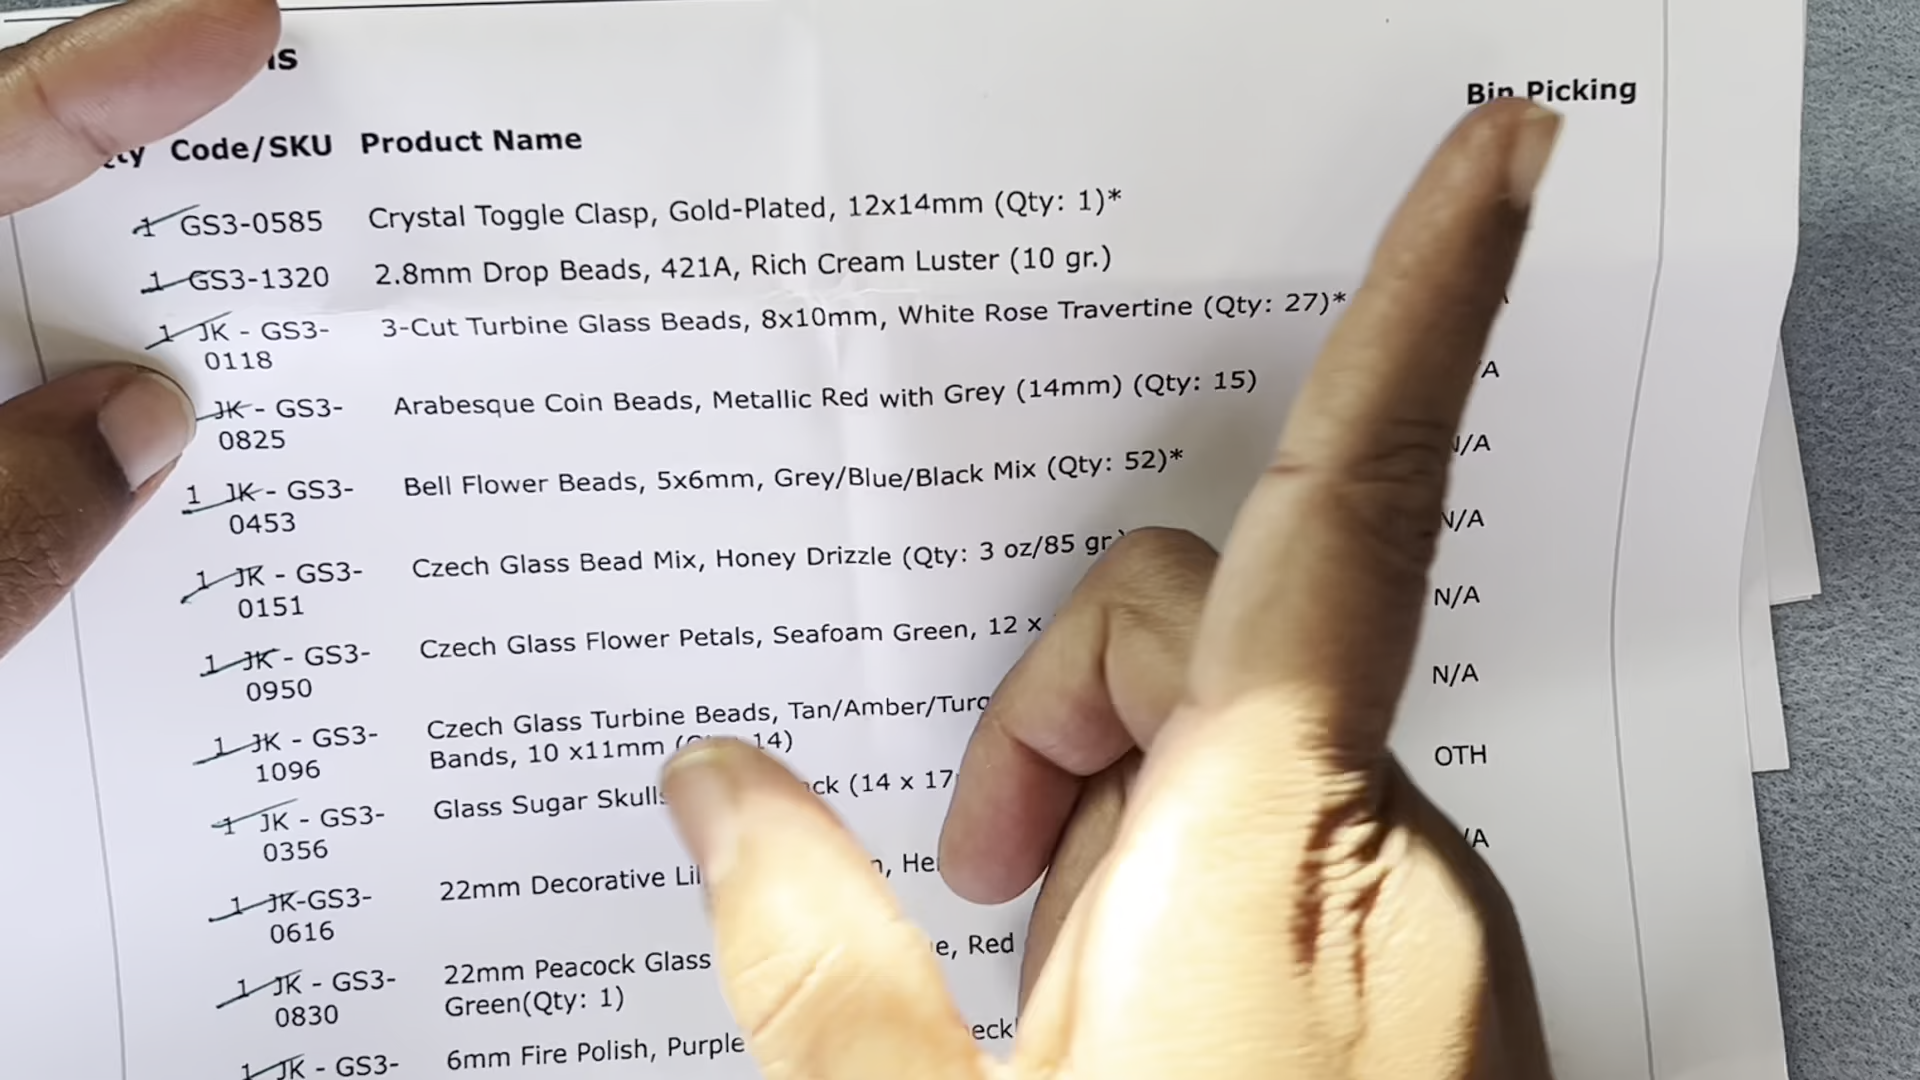 Bin Picking
Code/SKU Product Name
1 GS3-0585 Crystal Toggle Clasp, Gold-Plated, 12x14mm (Qty: 1)*
1 GS3-1320 2.8mm Drop Beads, 421A, Rich Cream Luster (10 gr.)
1 JK - GS3- 3-Cut Turbine Glass Beads, 8x10mm, White Rose Travertine (Qty: 27)*
0118
JK - GS3- Arabesque Coin Beads, Metallic Red with Grey (14mm) (Qty: 15)
0825
1 JK - GS3- Bell Flower Beads, 5x6mm, Grey/Blue/Black Mix (Qty: 52)* N/A
0453
1 JK - GS3- Czech Glass Bead Mix, Honey Drizzle (Qty: 3 oz/85 gr.) N/A
0151
1 JK - GS3- Czech Glass Flower Petals, Seafoam Green, 12 x N/A
0950
1 JK - GS3- Czech Glass Turbine Beads, Tan/Amber/ N/A
1096 Bands, 10 x11mm 14)
1 JK - GS3- Glass Sugar Skulls (14 x 17 OTH
0356
1 JK-GS3- 22mm Decorative
0616
1 JK - GS3- 22mm Peacock Glass Red
0830 Green(Qty: 1)
1 JK - GS3- 6mm Fire Polish, Purple